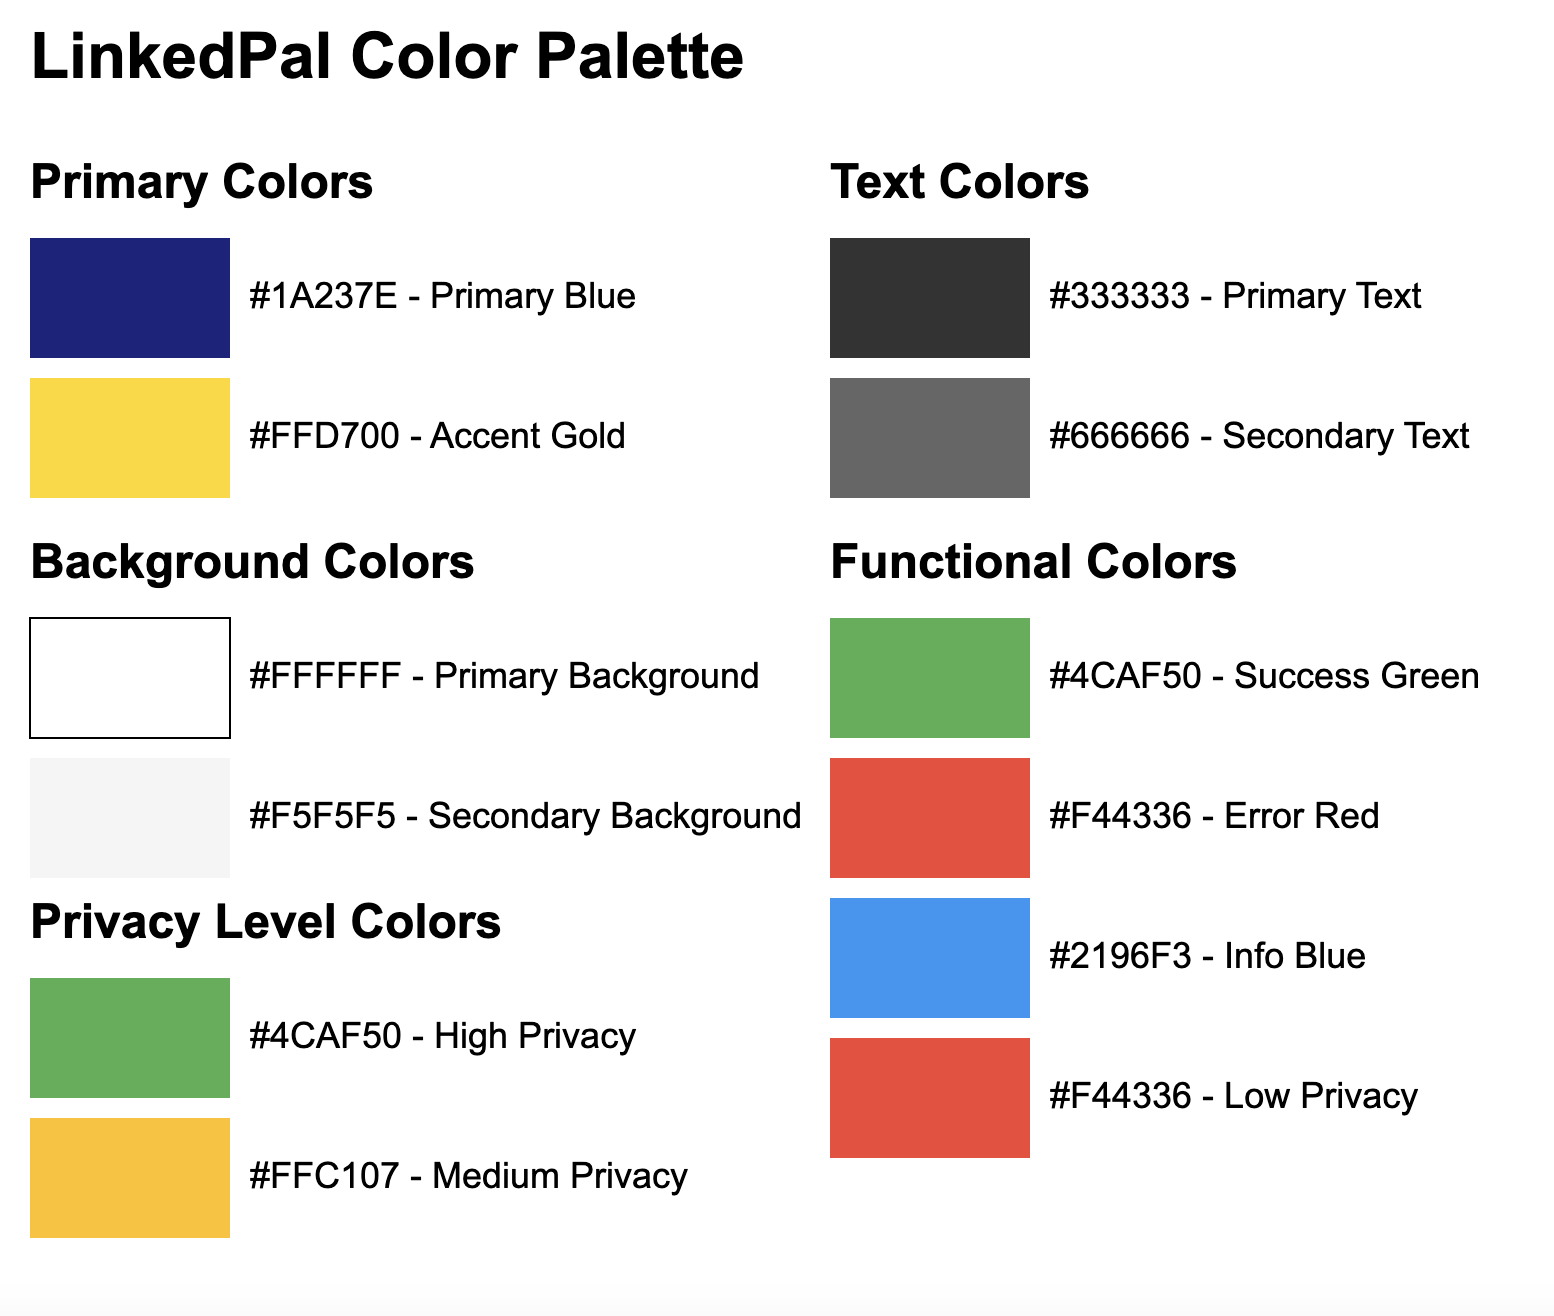 LinkedPal Color Palette
Primary Colors
#1A237E - Primary Blue
#FFD700 - Accent Gold
Background Colors
#FFFFFF - Primary Background
#F5F5F5 - Secondary Background
Privacy Level Colors
#4CAF50 - High Privacy
#FFC107 - Medium Privacy
Text Colors
#333333 - Primary Text
#666666 - Secondary Text
Functional Colors
#4CAF50 - Success Green
#F44336 - Error Red
#2196F3 - Info Blue
#F44336 - Low Privacy